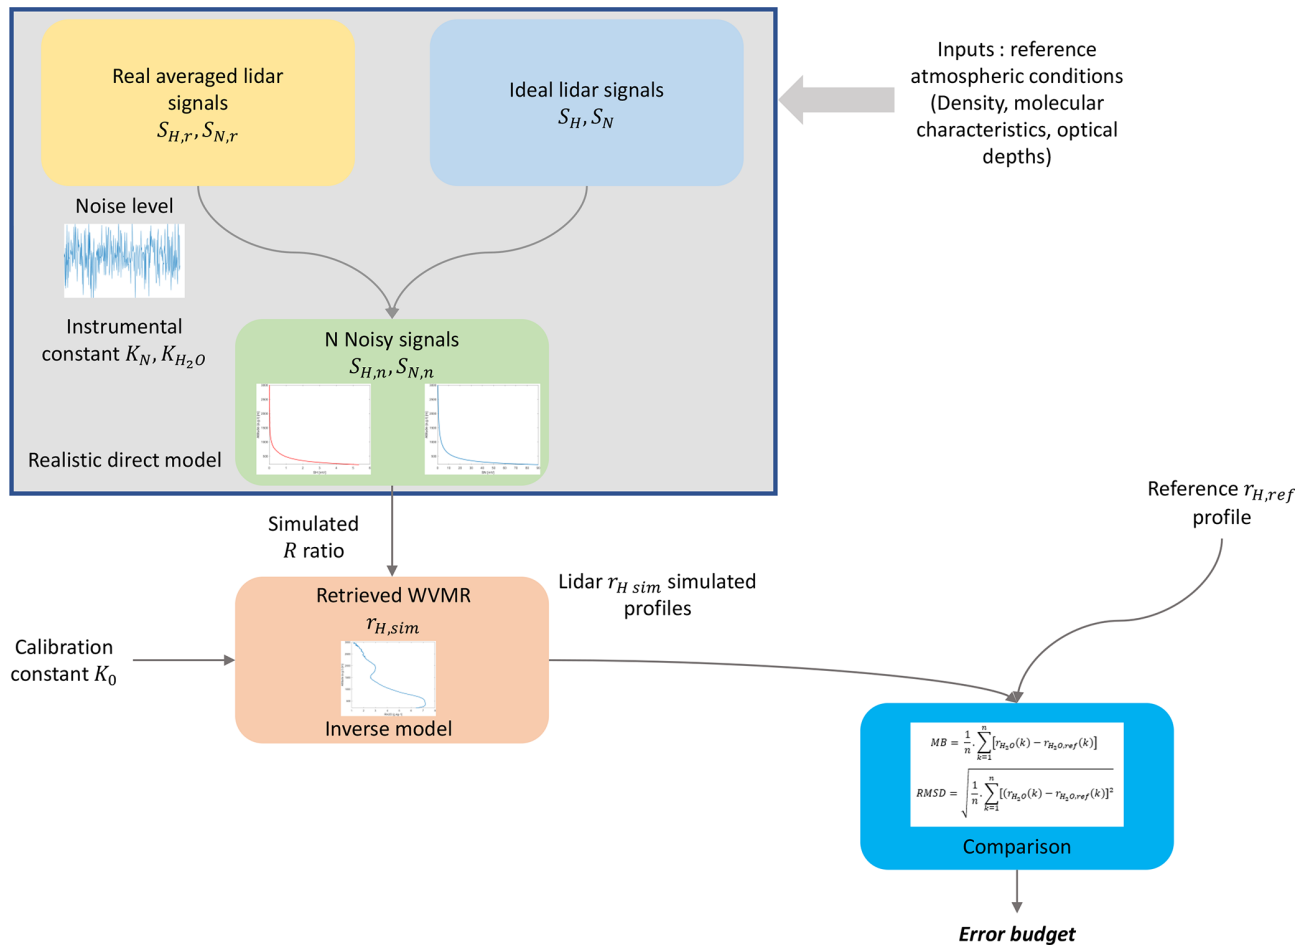 Real averaged lidar
signals
S_{H,r}, S_{N,r}
Ideal lidar signals
S_H, S_N
Inputs : reference
atmospheric conditions
(Density, molecular
characteristics, optical
depths)
Noise level
Instrumental
constant K_N, K_{H_2O}
N Noisy signals
S_{H,n}, S_{N,n}
Realistic direct model
Simulated
R ratio
Reference r_{H,ref}
profile
Retrieved WVMR
r_{H,sim}
Inverse model
Lidar r_{H sim} simulated
profiles
Calibration
constant K_0
MB = \frac{1}{n} . \sum_{k=1}^{n} [r_{H_2O}(k) − r_{H_2O,ref}(k)]
RMSD = \sqrt{\frac{1}{n} . \sum_{k=1}^{n} [(r_{H_2O}(k) − r_{H_2O,ref}(k)]^2}
Comparison
Error budget